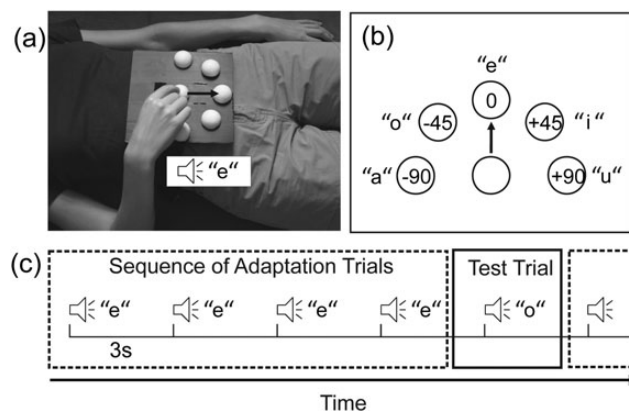 (a)
“e“
(b)
“e“
“o“ -45 0 +45 “i“
“a“ -90 +90 “u“
(c)
Sequence of Adaptation Trials
Test Trial
“e“ “e“ “e“ “e“ “o“
3s
Time